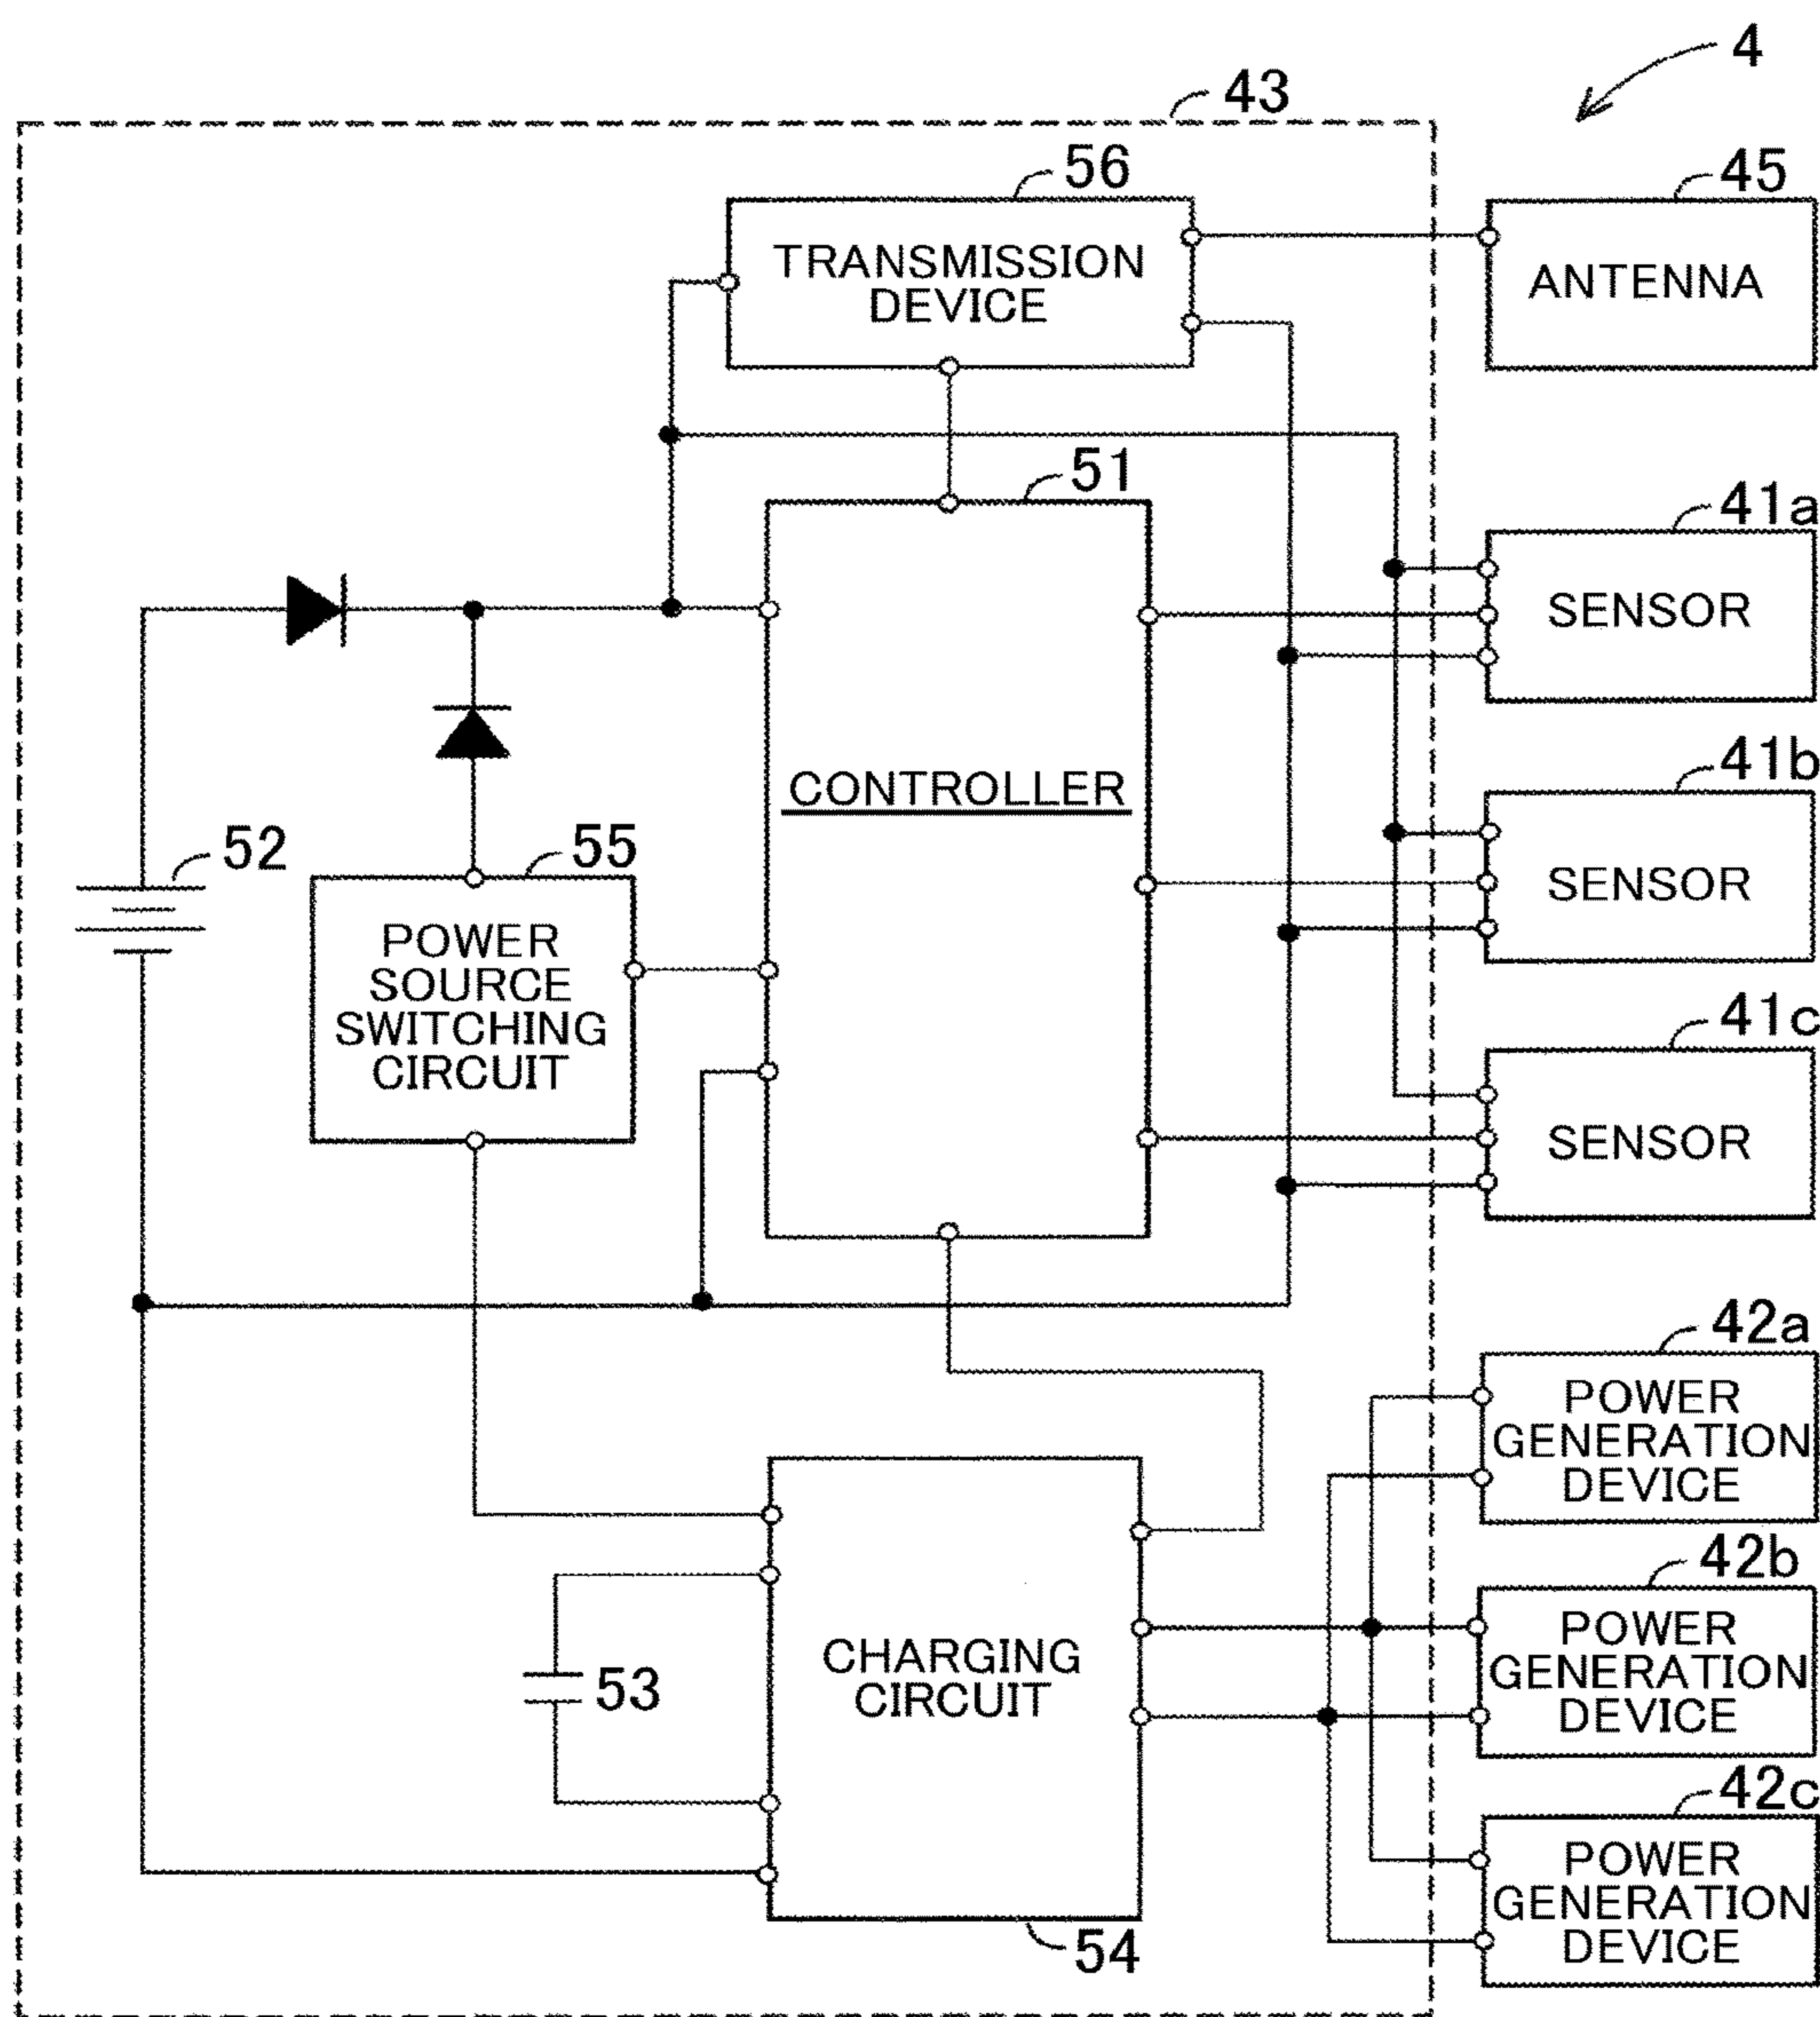 4
43
56
45
TRANSMISSION
DEVICE
ANTENNA
51
41a
SENSOR
CONTROLLER
41b
SENSOR
52
55
POWER
SOURCE
SWITCHING
CIRCUIT
41c
SENSOR
42a
POWER
GENERATION
DEVICE
42b
POWER
GENERATION
DEVICE
53
CHARGING
CIRCUIT
42c
POWER
GENERATION
DEVICE
54